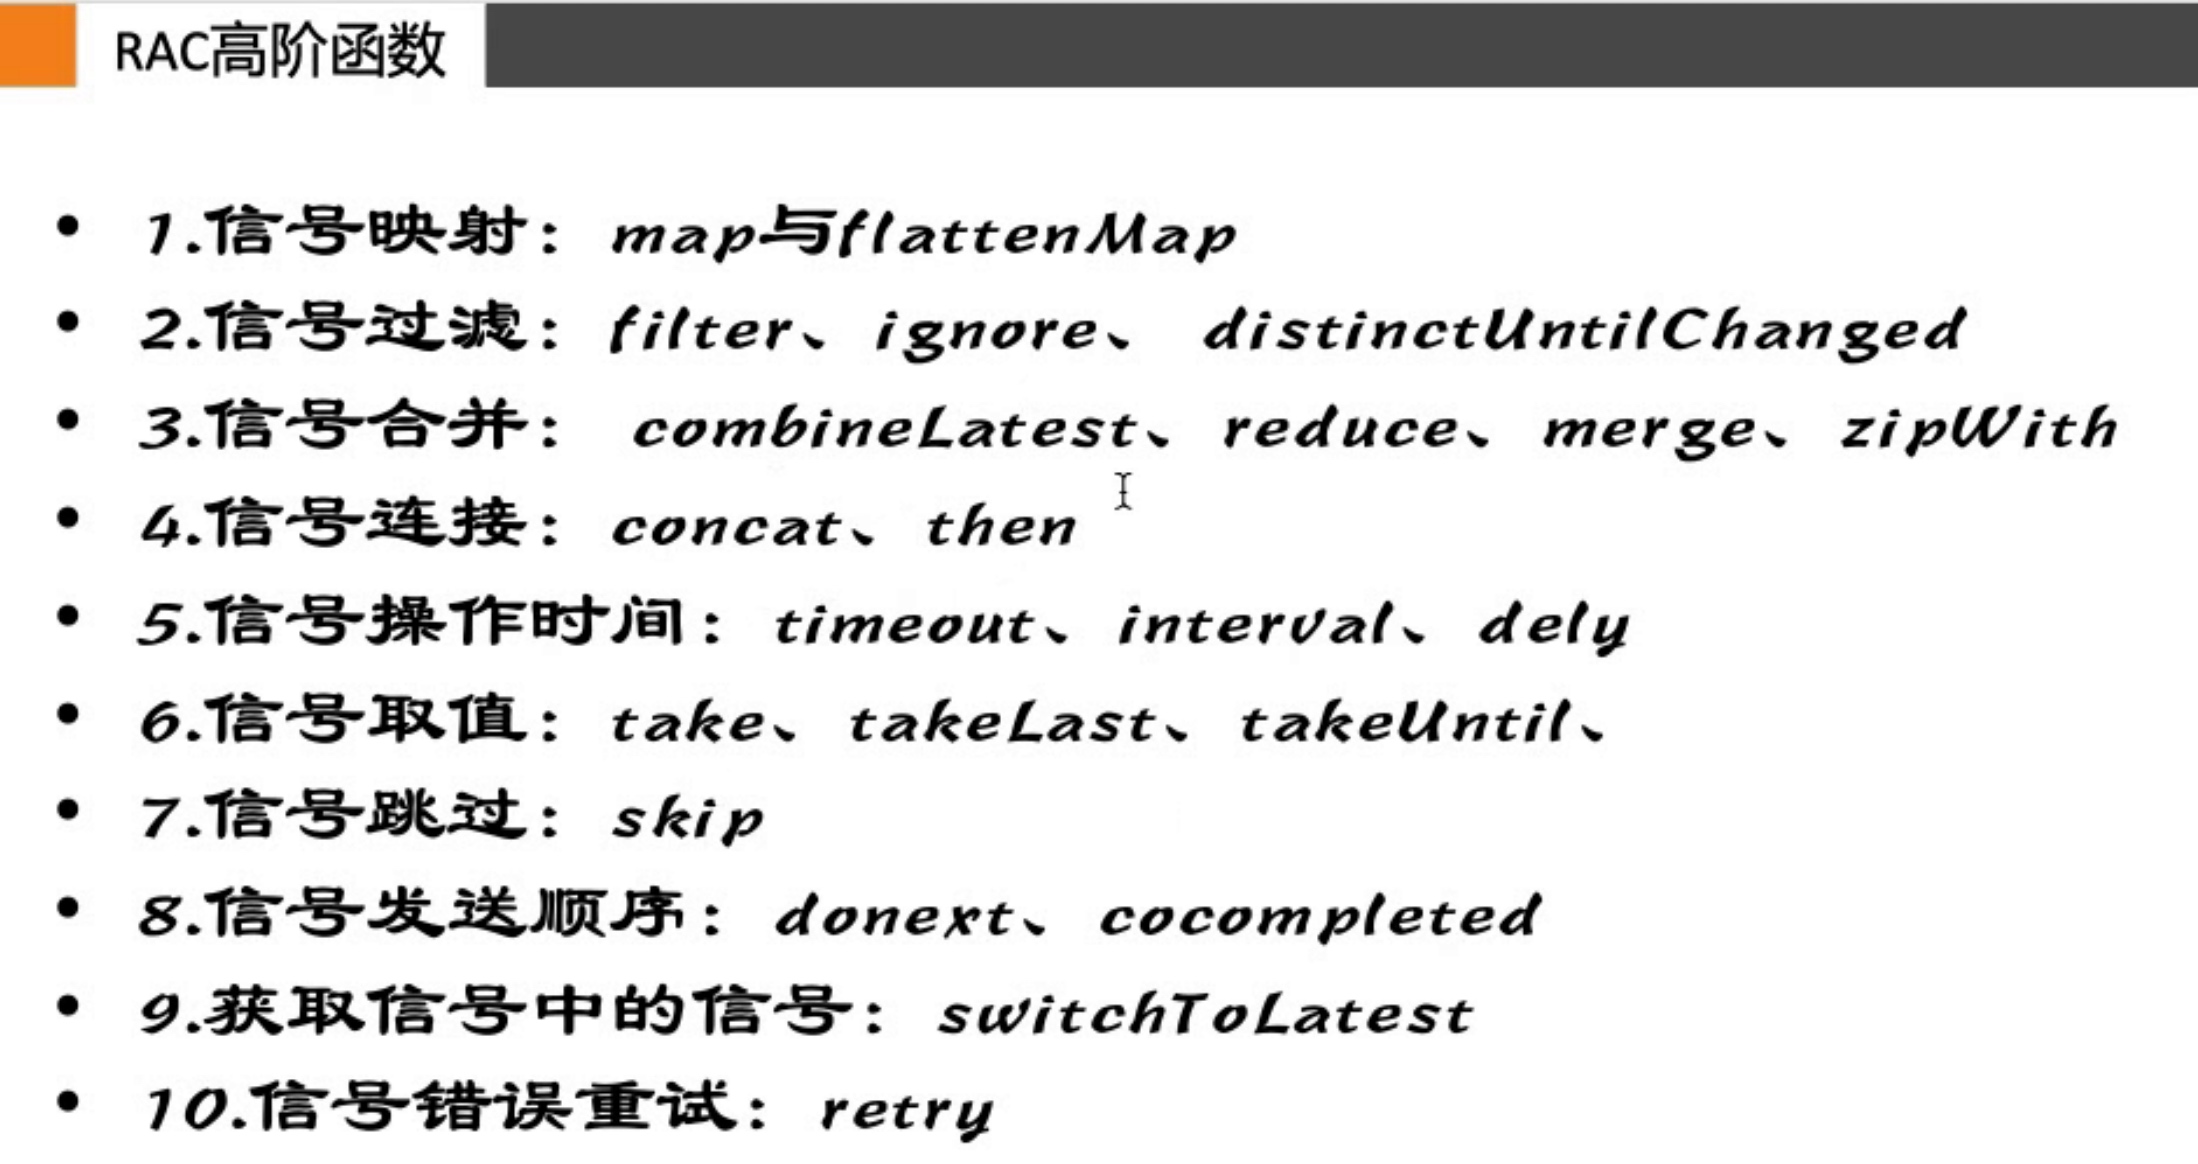 RAC高阶函数
• 1.信号映射：map与flattenMap
• 2.信号过滤：filter、ignore、 distinctUntilChanged
• 3.信号合并： combineLatest、reduce、merge、zipWith
• 4.信号连接：concat、then
• 5.信号操作时间：timeout、interval、dely
• 6.信号取值：take、takeLast、takeUntil、
• 7.信号跳过：skip
• 8.信号发送顺序：donext、cocompleted
• 9.获取信号中的信号：switchToLatest
• 10.信号错误重试：retry